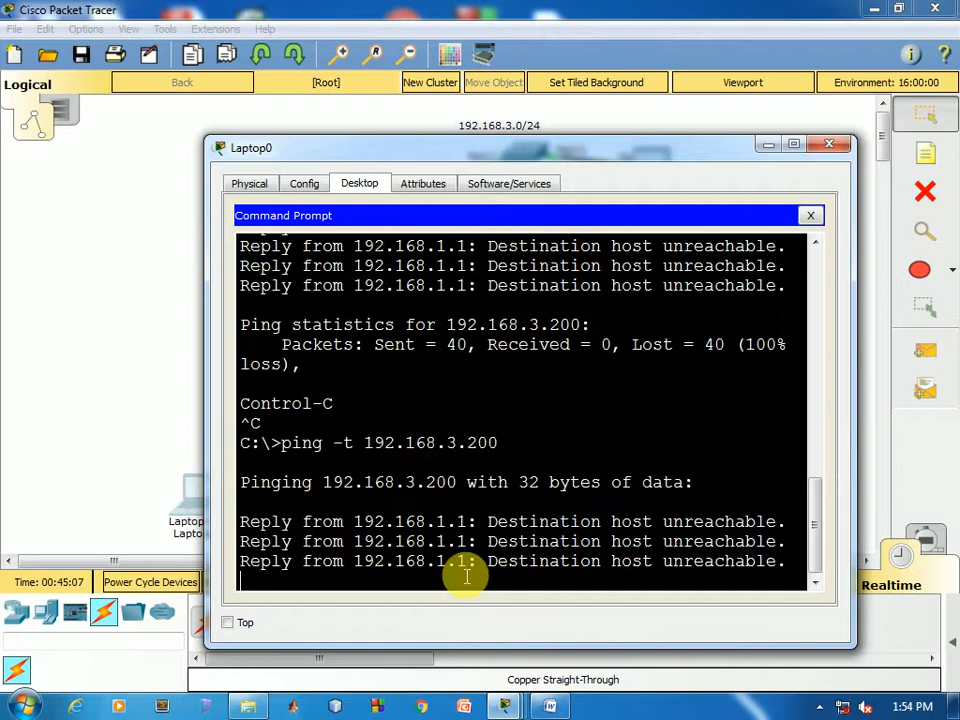 Cisco Packet Tracer
File Edit Options View Tools Extensions Help
Logical
Back
[Root]
New Cluster
Move Object
Set Tiled Background
Viewport
Environment: 16:00:00
192.168.3.0/24
Laptop0
Physical Config Desktop Attributes Software/Services
Command Prompt
X
Reply from 192.168.1.1: Destination host unreachable.
Reply from 192.168.1.1: Destination host unreachable.
Reply from 192.168.1.1: Destination host unreachable.
Ping statistics for 192.168.3.200:
Packets: Sent = 40, Received = 0, Lost = 40 (100%
loss),
Control-C
^C
C:\>ping -t 192.168.3.200
Pinging 192.168.3.200 with 32 bytes of data:
Reply from 192.168.1.1: Destination host unreachable.
Reply from 192.168.1.1: Destination host unreachable.
Reply from 192.168.1.1: Destination host unreachable.
Top
Laptop
Lapto
Time: 00:45:07
Power Cycle Devices
Realtime
Copper Straight-Through
1:54 PM